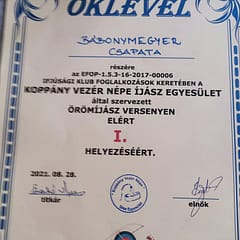 OKLEVÉL
BÁBONYMEGYER
CSAPATA
részére
az EFOP-1.5.3-16-2017-00006
IFJÚSÁGI KLUB FOGLALKOZÁSOK KERETÉBEN A
KOPPÁNY VEZÉR NÉPE ÍJÁSZ EGYESÜLET
által szervezett
ÖRÖMÍJÁSZ VERSENYEN
ELÉRT
I.
HELYEZÉSÉÉRT.
2021. 08. 28.
titkár
elnök